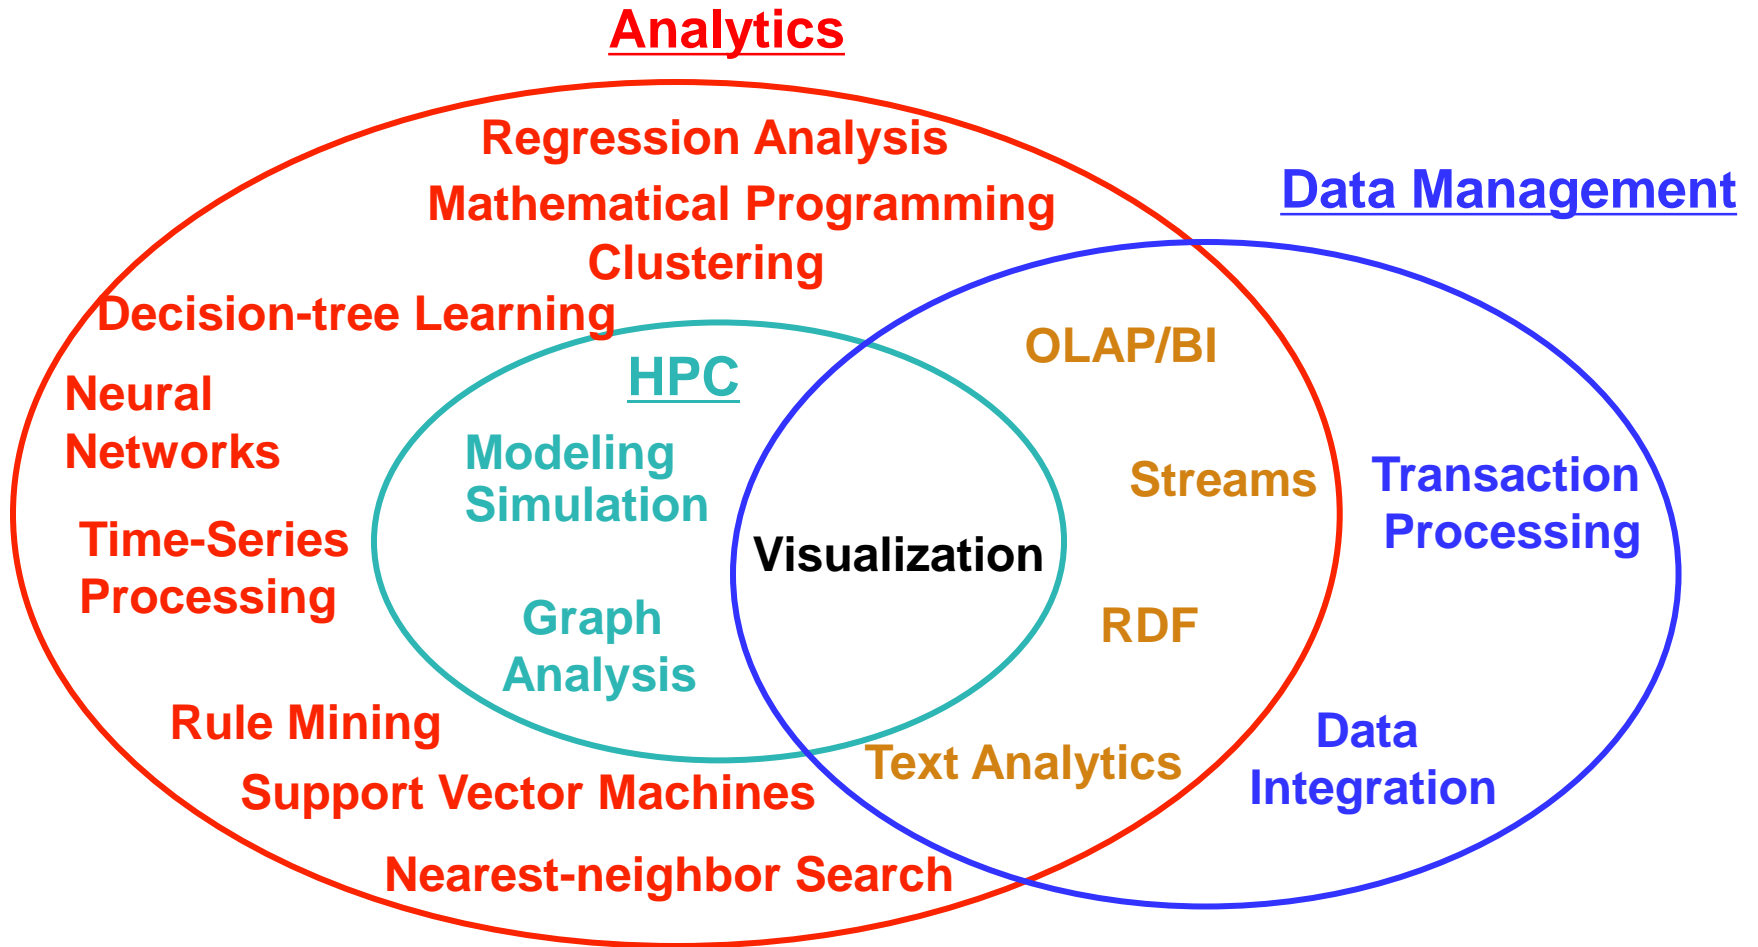 Analytics
Regression Analysis
Mathematical Programming
Data Management
Clustering
Decision-tree Learning
OLAP/BI
HPC
Neural
Networks
Modeling
Simulation
Streams
Transaction
Processing
Time-Series
Processing
Visualization
Graph
Analysis
RDF
Rule Mining
Data
Integration
Text Analytics
Support Vector Machines
Nearest-neighbor Search